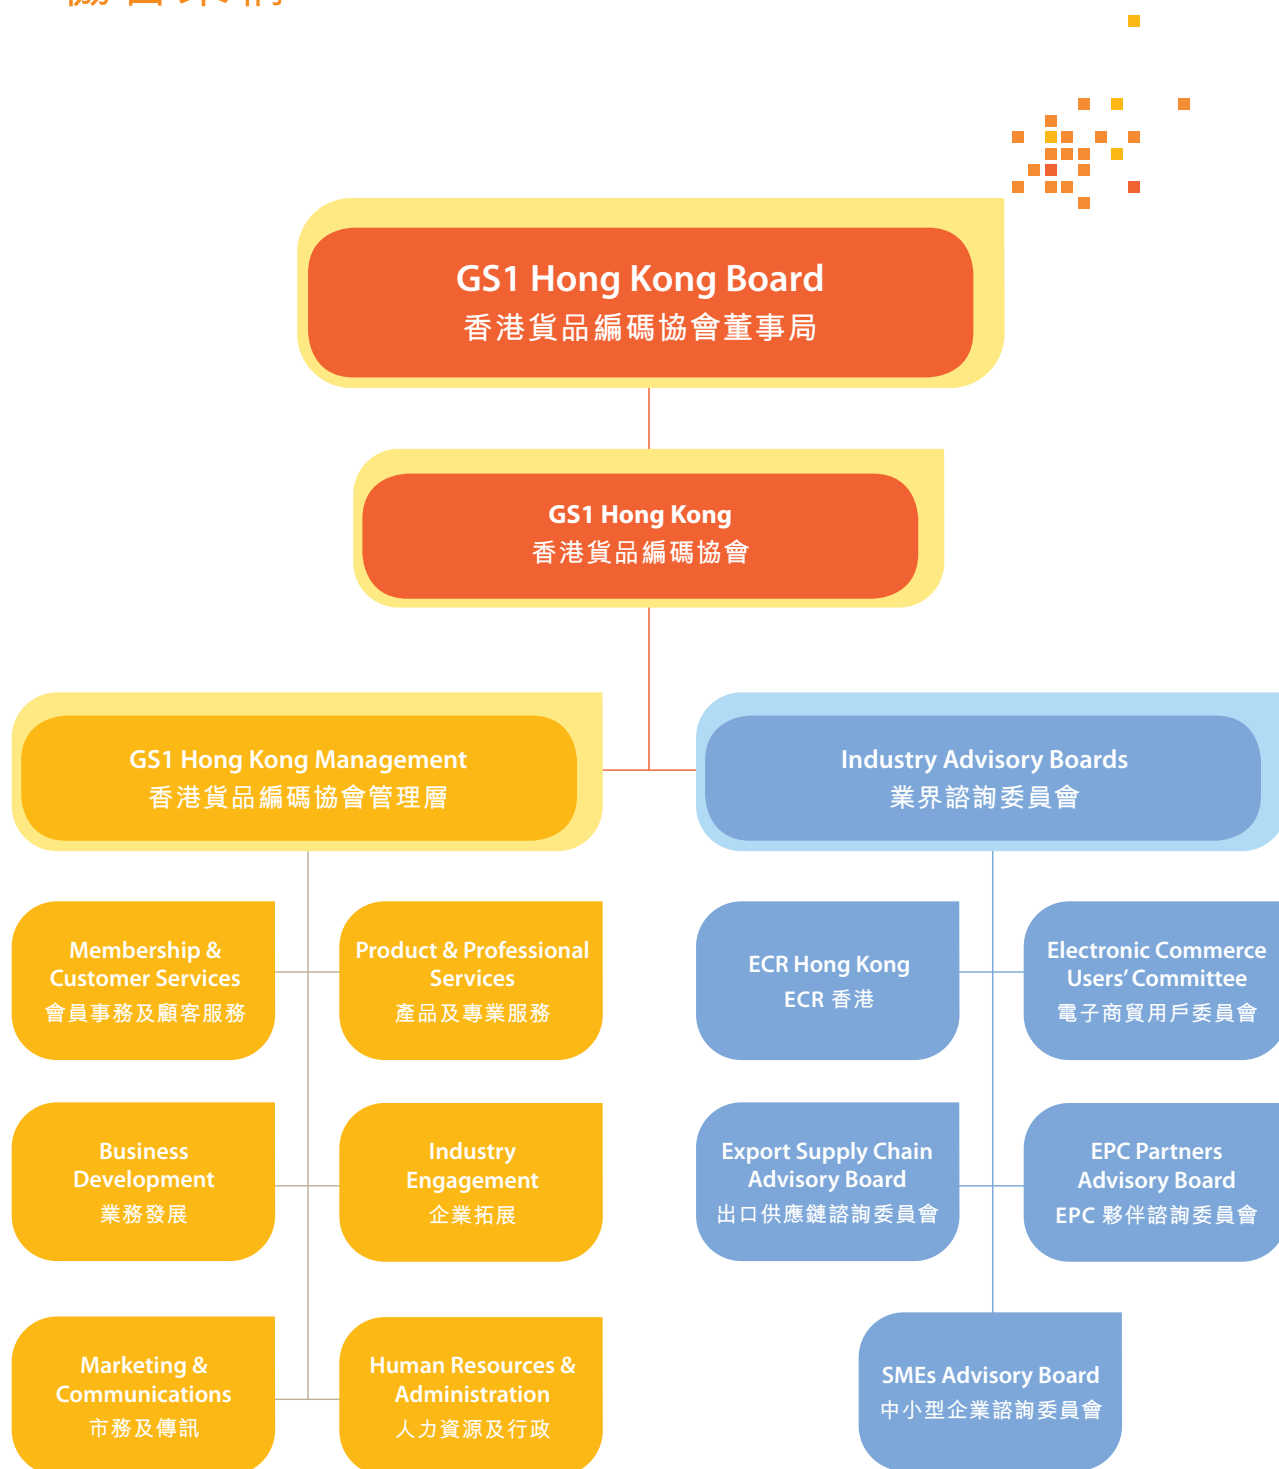 GS1 Hong Kong Board
香港貨品編碼協會董事局
GS1 Hong Kong
香港貨品編碼協會
GS1 Hong Kong Management
香港貨品編碼協會管理層
Industry Advisory Boards
業界諮詢委員會
Membership &
Customer Services
會員事務及顧客服務
Product & Professional
Services
產品及專業服務
ECR Hong Kong
ECR 香港
Electronic Commerce
Users' Committee
電子商貿用戶委員會
Business
Development
業務發展
Industry
Engagement
企業拓展
Export Supply Chain
Advisory Board
出口供應鏈諮詢委員會
EPC Partners
Advisory Board
EPC 夥伴諮詢委員會
Marketing &
Communications
市務及傳訊
Human Resources &
Administration
人力資源及行政
SMEs Advisory Board
中小型企業諮詢委員會